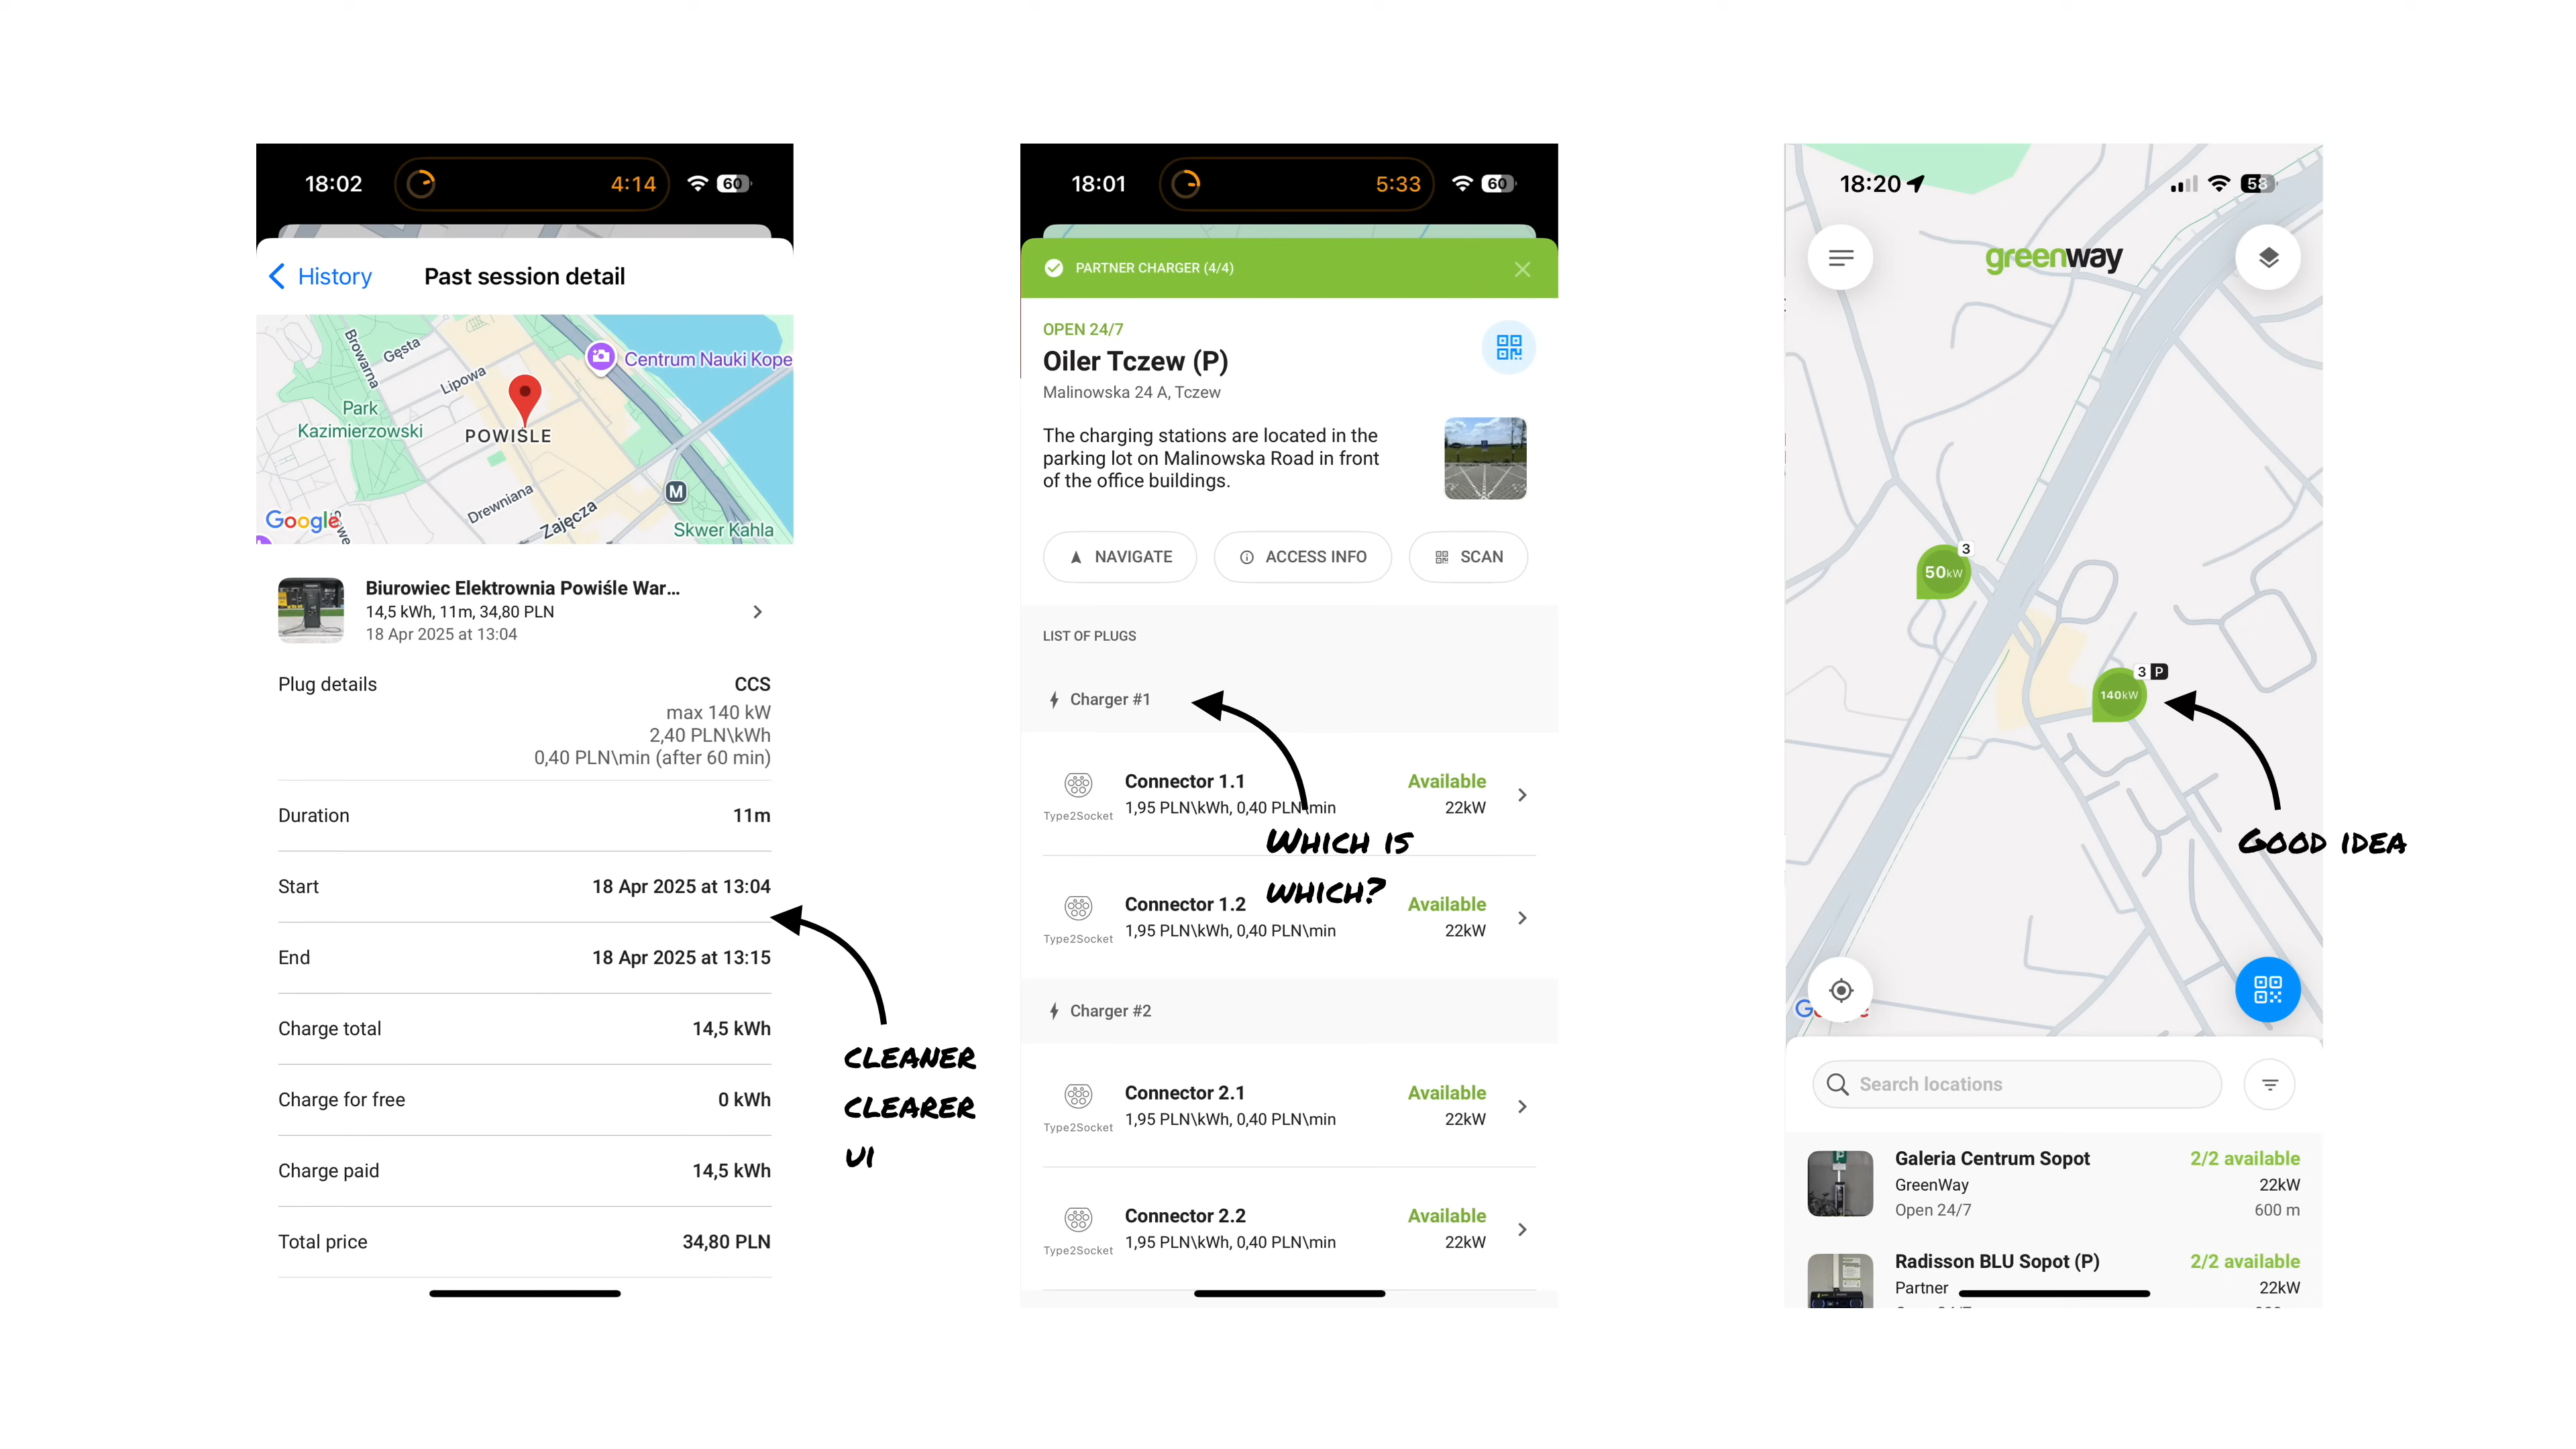 18:02
4:14
60
History
Past session detail
Browarna
Gęsta
Lipowa
Centrum Nauki Kope
Park
Kazimierzowski
POWIŚLE
M
Drewniana
Zajęcza
Skwer Kahla
Google
Biurowiec Elektrownia Powiśle War...
14,5 kWh, 11m, 34,80 PLN
18 Apr 2025 at 13:04
Plug details
CCS
max 140 kW
2,40 PLN\kWh
0,40 PLN\min (after 60 min)
Duration
11m
Start
18 Apr 2025 at 13:04
End
18 Apr 2025 at 13:15
Charge total
14,5 kWh
Charge for free
0 kWh
Charge paid
14,5 kWh
Total price
34,80 PLN
CLEANER
CLEARER
UI
18:01
5:33
60
PARTNER CHARGER (4/4)
OPEN 24/7
Oiler Tczew (P)
Malinowska 24 A, Tczew
The charging stations are located in the
parking lot on Malinowska Road in front
of the office buildings.
NAVIGATE
ACCESS INFO
SCAN
LIST OF PLUGS
Charger #1
Connector 1.1
Available
Type2Socket
1,95 PLN\kWh, 0,40 PLN\min
22kW
WHICH IS
WHICH?
Connector 1.2
Available
Type2Socket
1,95 PLN\kWh, 0,40 PLN\min
22kW
Charger #2
Connector 2.1
Available
Type2Socket
1,95 PLN\kWh, 0,40 PLN\min
22kW
Connector 2.2
Available
Type2Socket
1,95 PLN\kWh, 0,40 PLN\min
22kW
18:20
58
greenway
3
50kW
3 P
140kW
GOOD IDEA
Search locations
Galeria Centrum Sopot
2/2 available
GreenWay
22kW
Open 24/7
600 m
Radisson BLU Sopot (P)
2/2 available
Partner
22kW